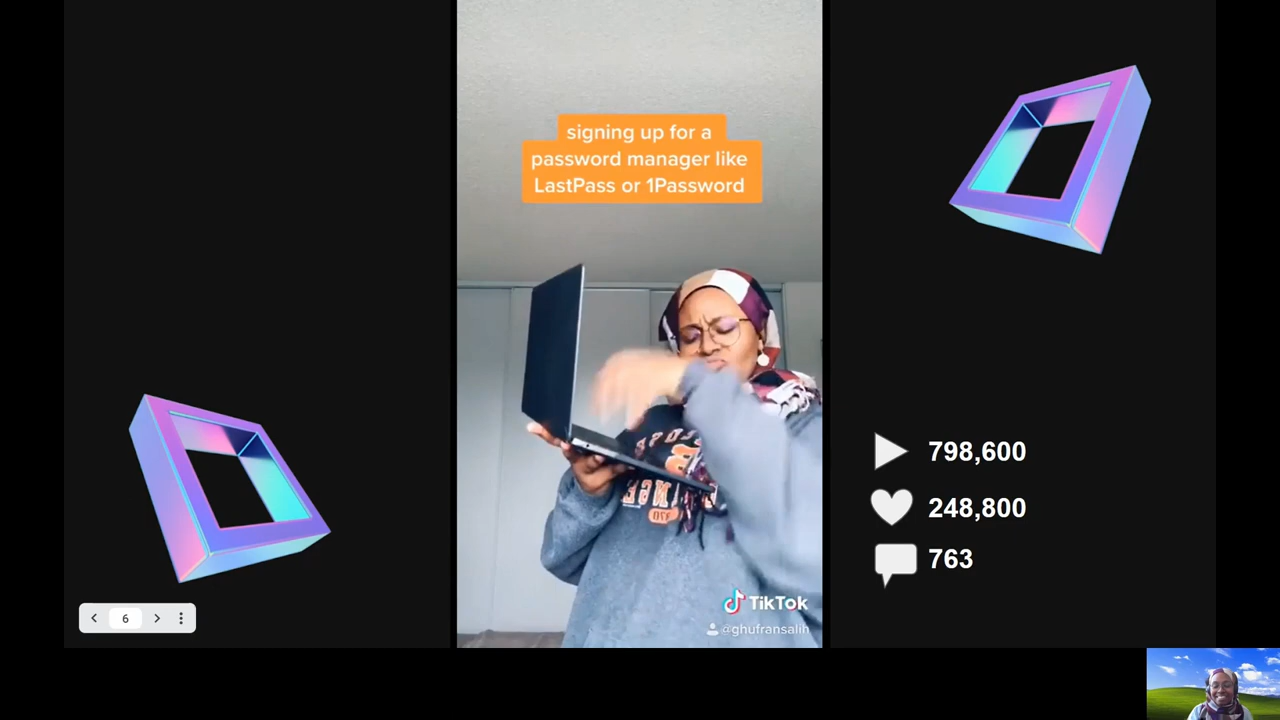 signing up for a
password manager like
LastPass or 1Password
798,600
248,800
763
TikTok
@ghufransalih
6